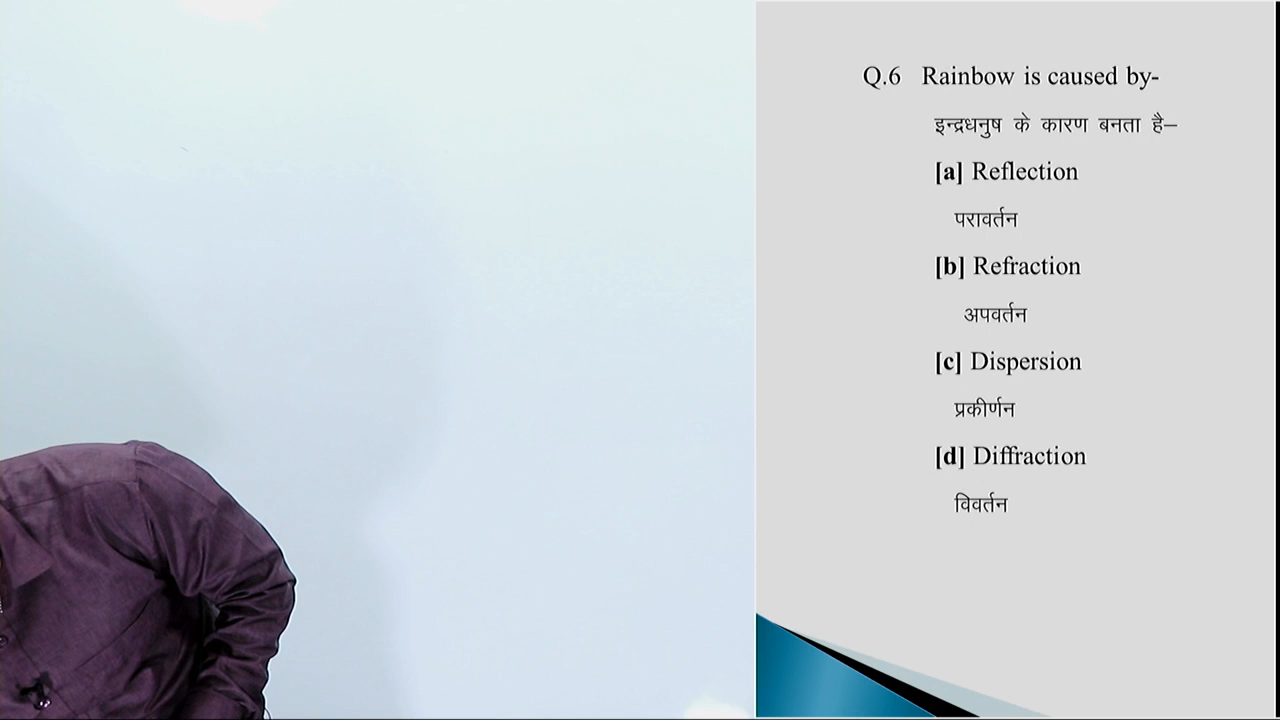 Q.6 Rainbow is caused by-
इन्द्रधनुष के कारण बनता है–
[a] Reflection
परावर्तन
[b] Refraction
अपवर्तन
[c] Dispersion
प्रकीर्णन
[d] Diffraction
विवर्तन